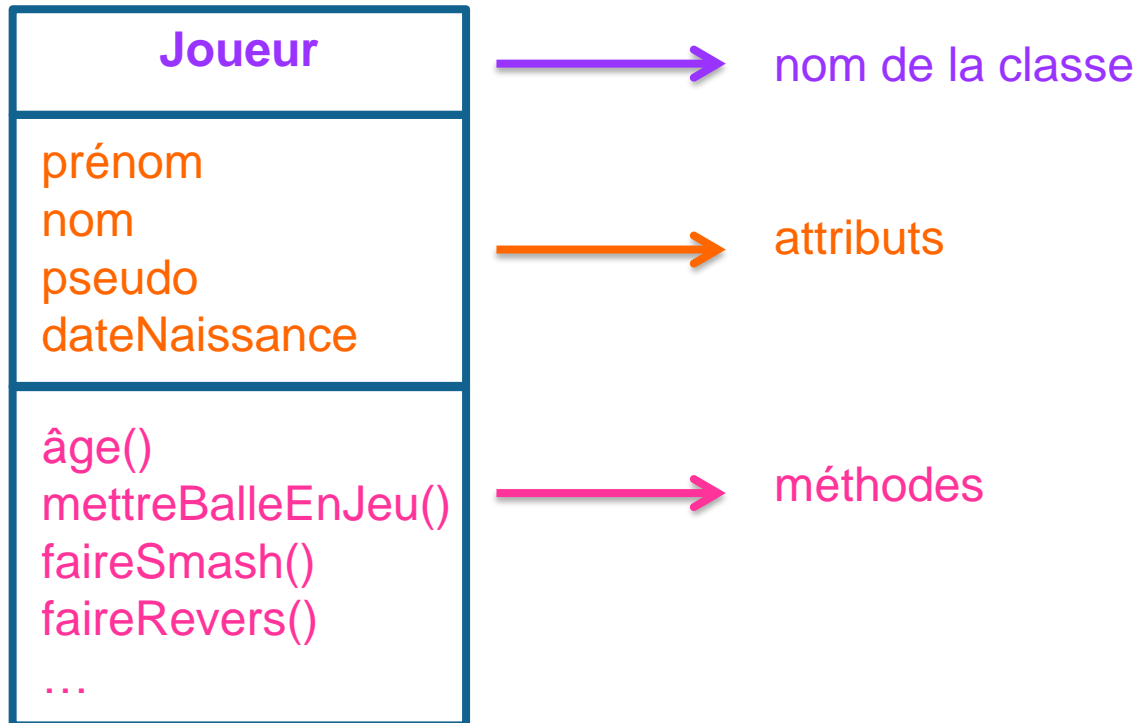 Joueur
nom de la classe
prénom
nom
pseudo
dateNaissance
attributs
âge()
mettreBalleEnJeu()
faireSmash()
faireRevers()
…
méthodes